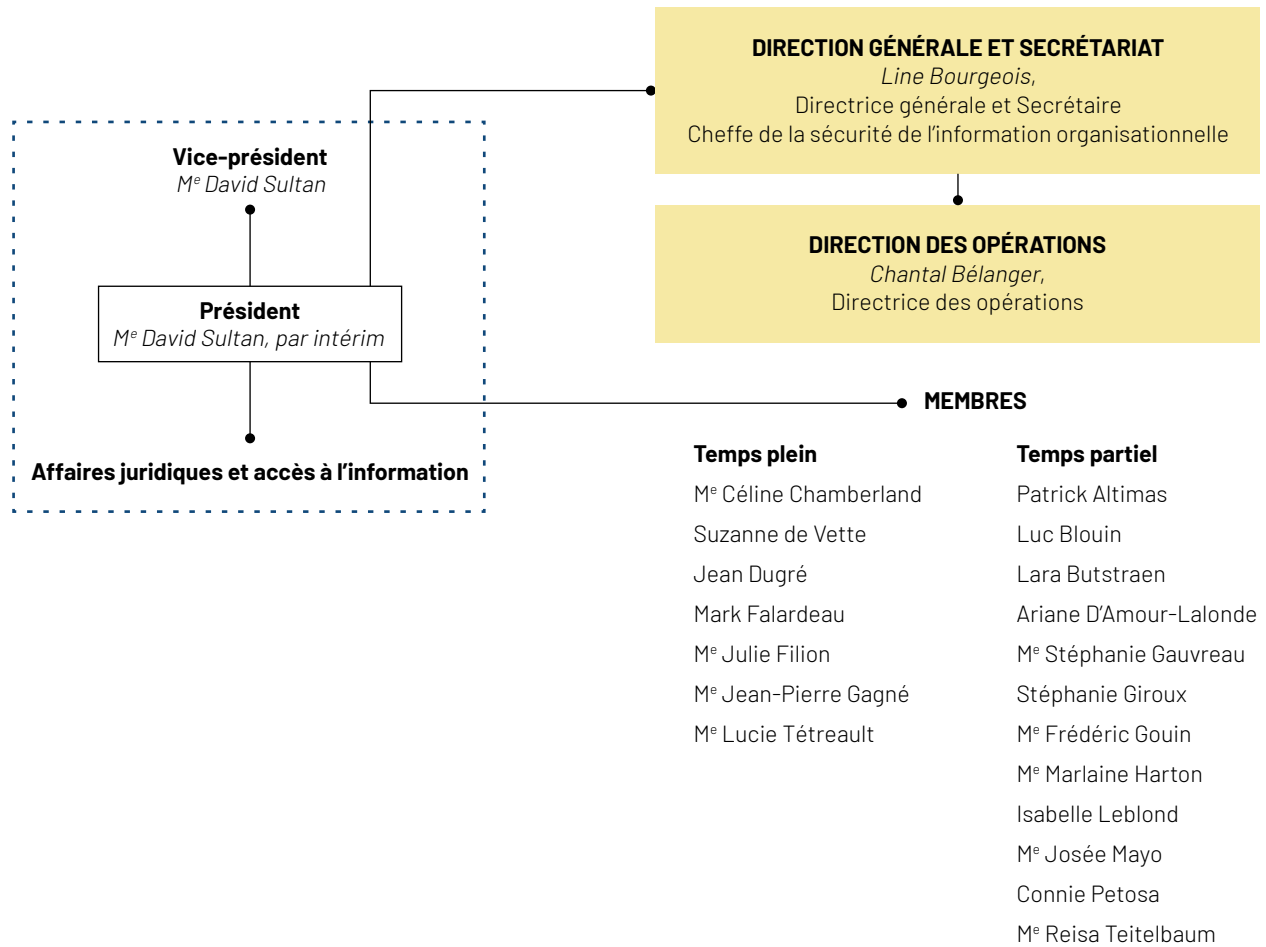 DIRECTION GÉNÉRALE ET SECRÉTARIAT
Line Bourgeois,
Directrice générale et Secrétaire
Cheffe de la sécurité de l’information organisationnelle
Vice-président
Mᵉ David Sultan
DIRECTION DES OPÉRATIONS
Chantal Bélanger,
Directrice des opérations
Président
Mᵉ David Sultan, par intérim
Affaires juridiques et accès à l’information
MEMBRES
Temps plein
Mᵉ Céline Chamberland
Suzanne de Vette
Jean Dugré
Mark Falardeau
Mᵉ Julie Filion
Mᵉ Jean-Pierre Gagné
Mᵉ Lucie Tétreault
Temps partiel
Patrick Altimas
Luc Blouin
Lara Butstraen
Ariane D’Amour-Lalonde
Mᵉ Stéphanie Gauvreau
Stéphanie Giroux
Mᵉ Frédéric Gouin
Mᵉ Marlaine Harton
Isabelle Leblond
Mᵉ Josée Mayo
Connie Petosa
Mᵉ Reisa Teitelbaum